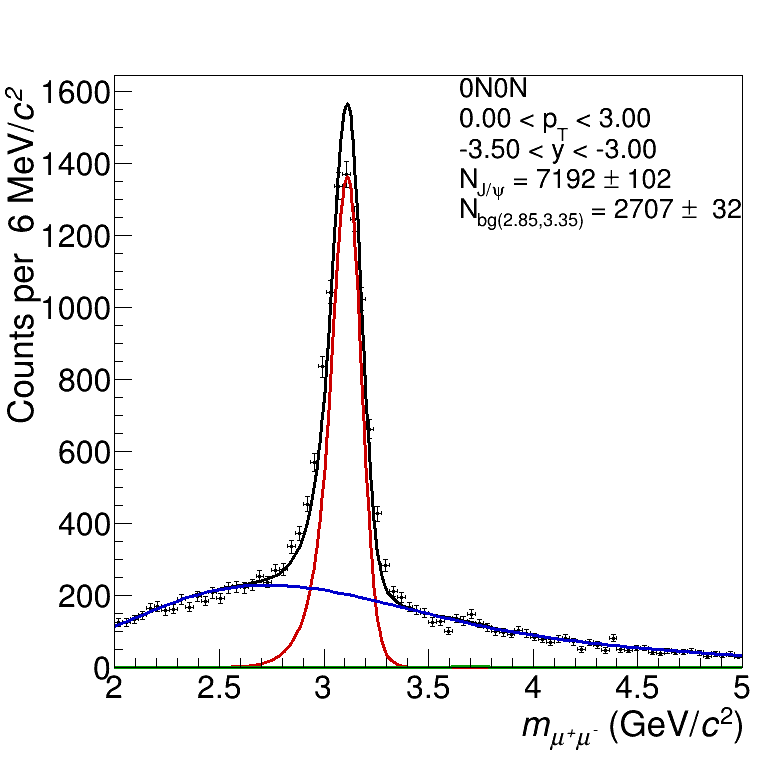 Counts per 6 MeV/c²
1600
1400
1200
1000
800
600
400
200
0
0N0N
0.00 < p_T < 3.00
-3.50 < y < -3.00
N_J/ψ = 7192 ± 102
N_bg(2.85,3.35) = 2707 ± 32
2 2.5 3 3.5 4 4.5 5
m_μ⁺μ⁻ (GeV/c²)